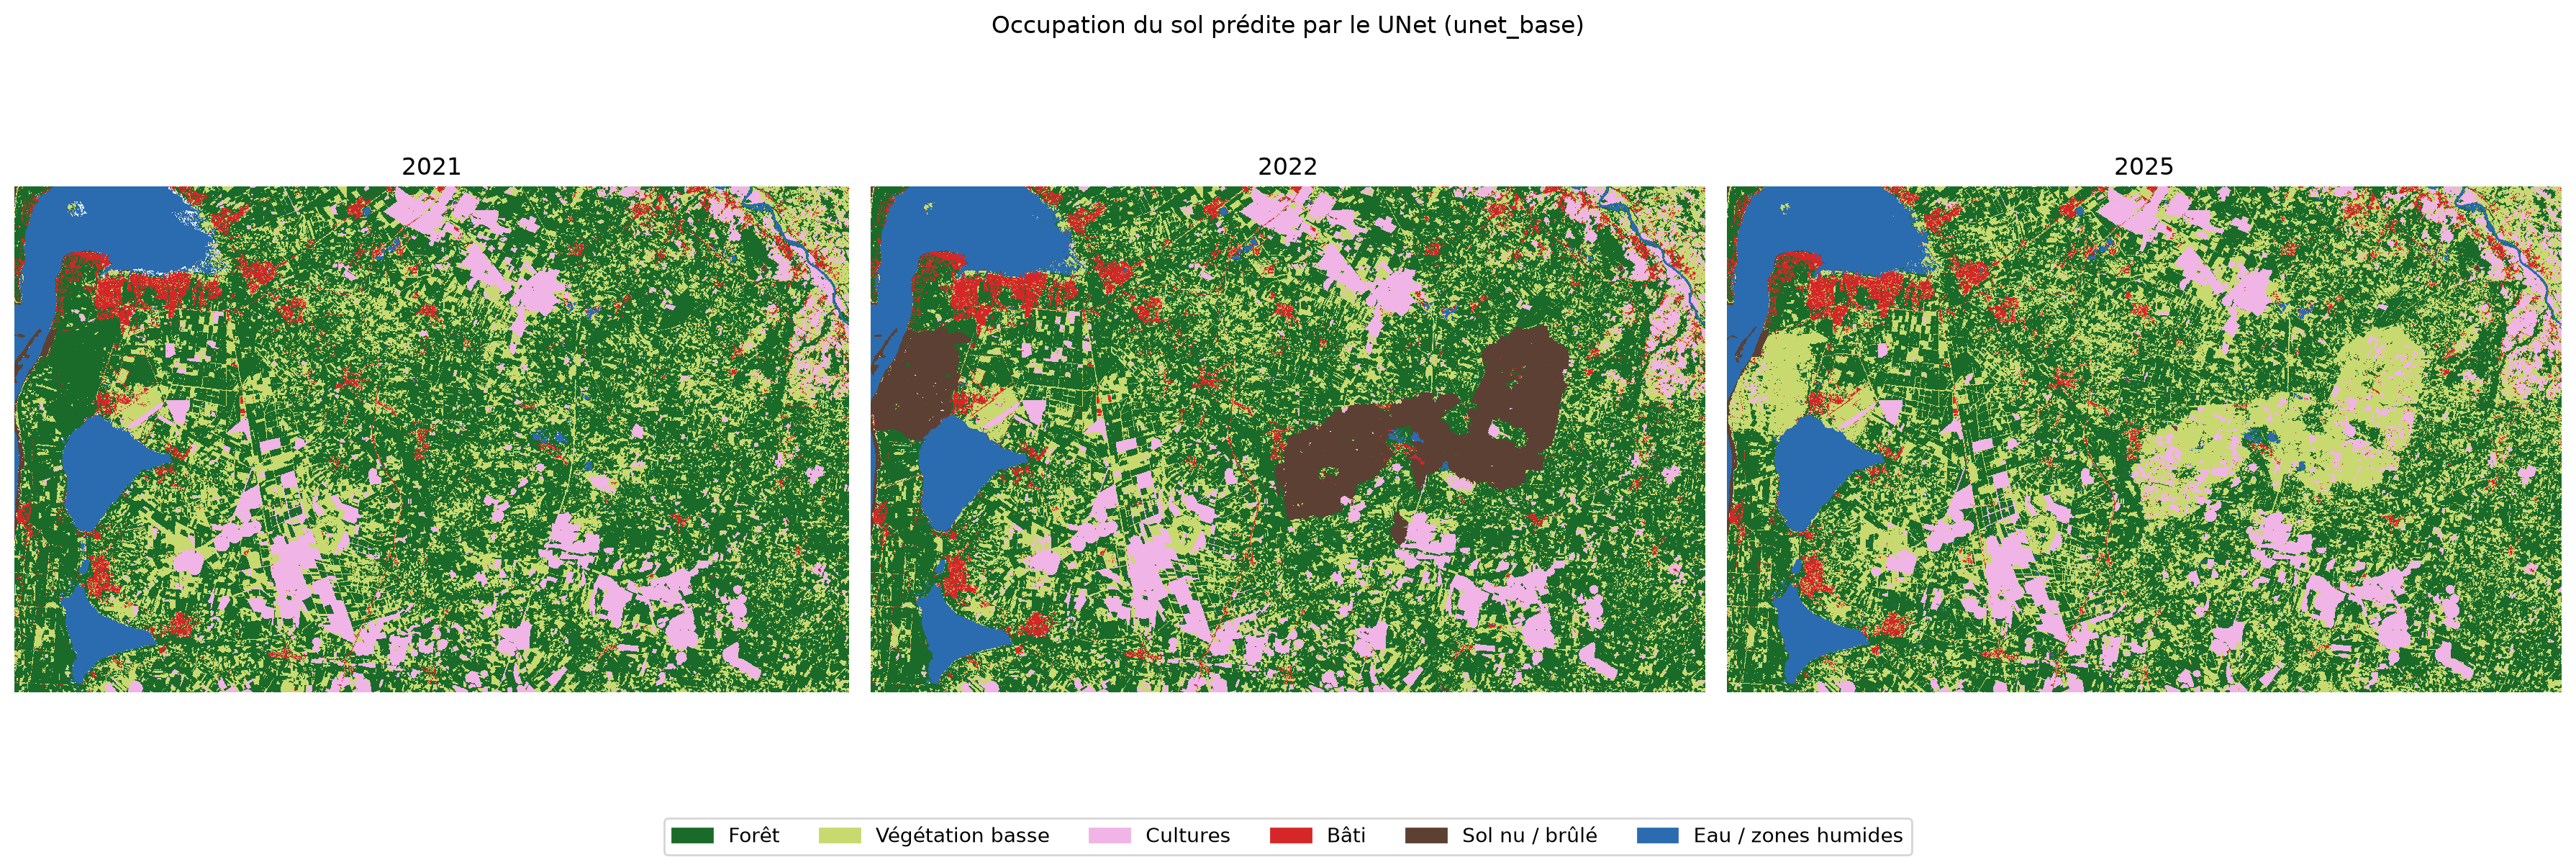 Occupation du sol prédite par le UNet (unet_base)
2021
2022
2025
Forêt
Végétation basse
Cultures
Bâti
Sol nu / brûlé
Eau / zones humides